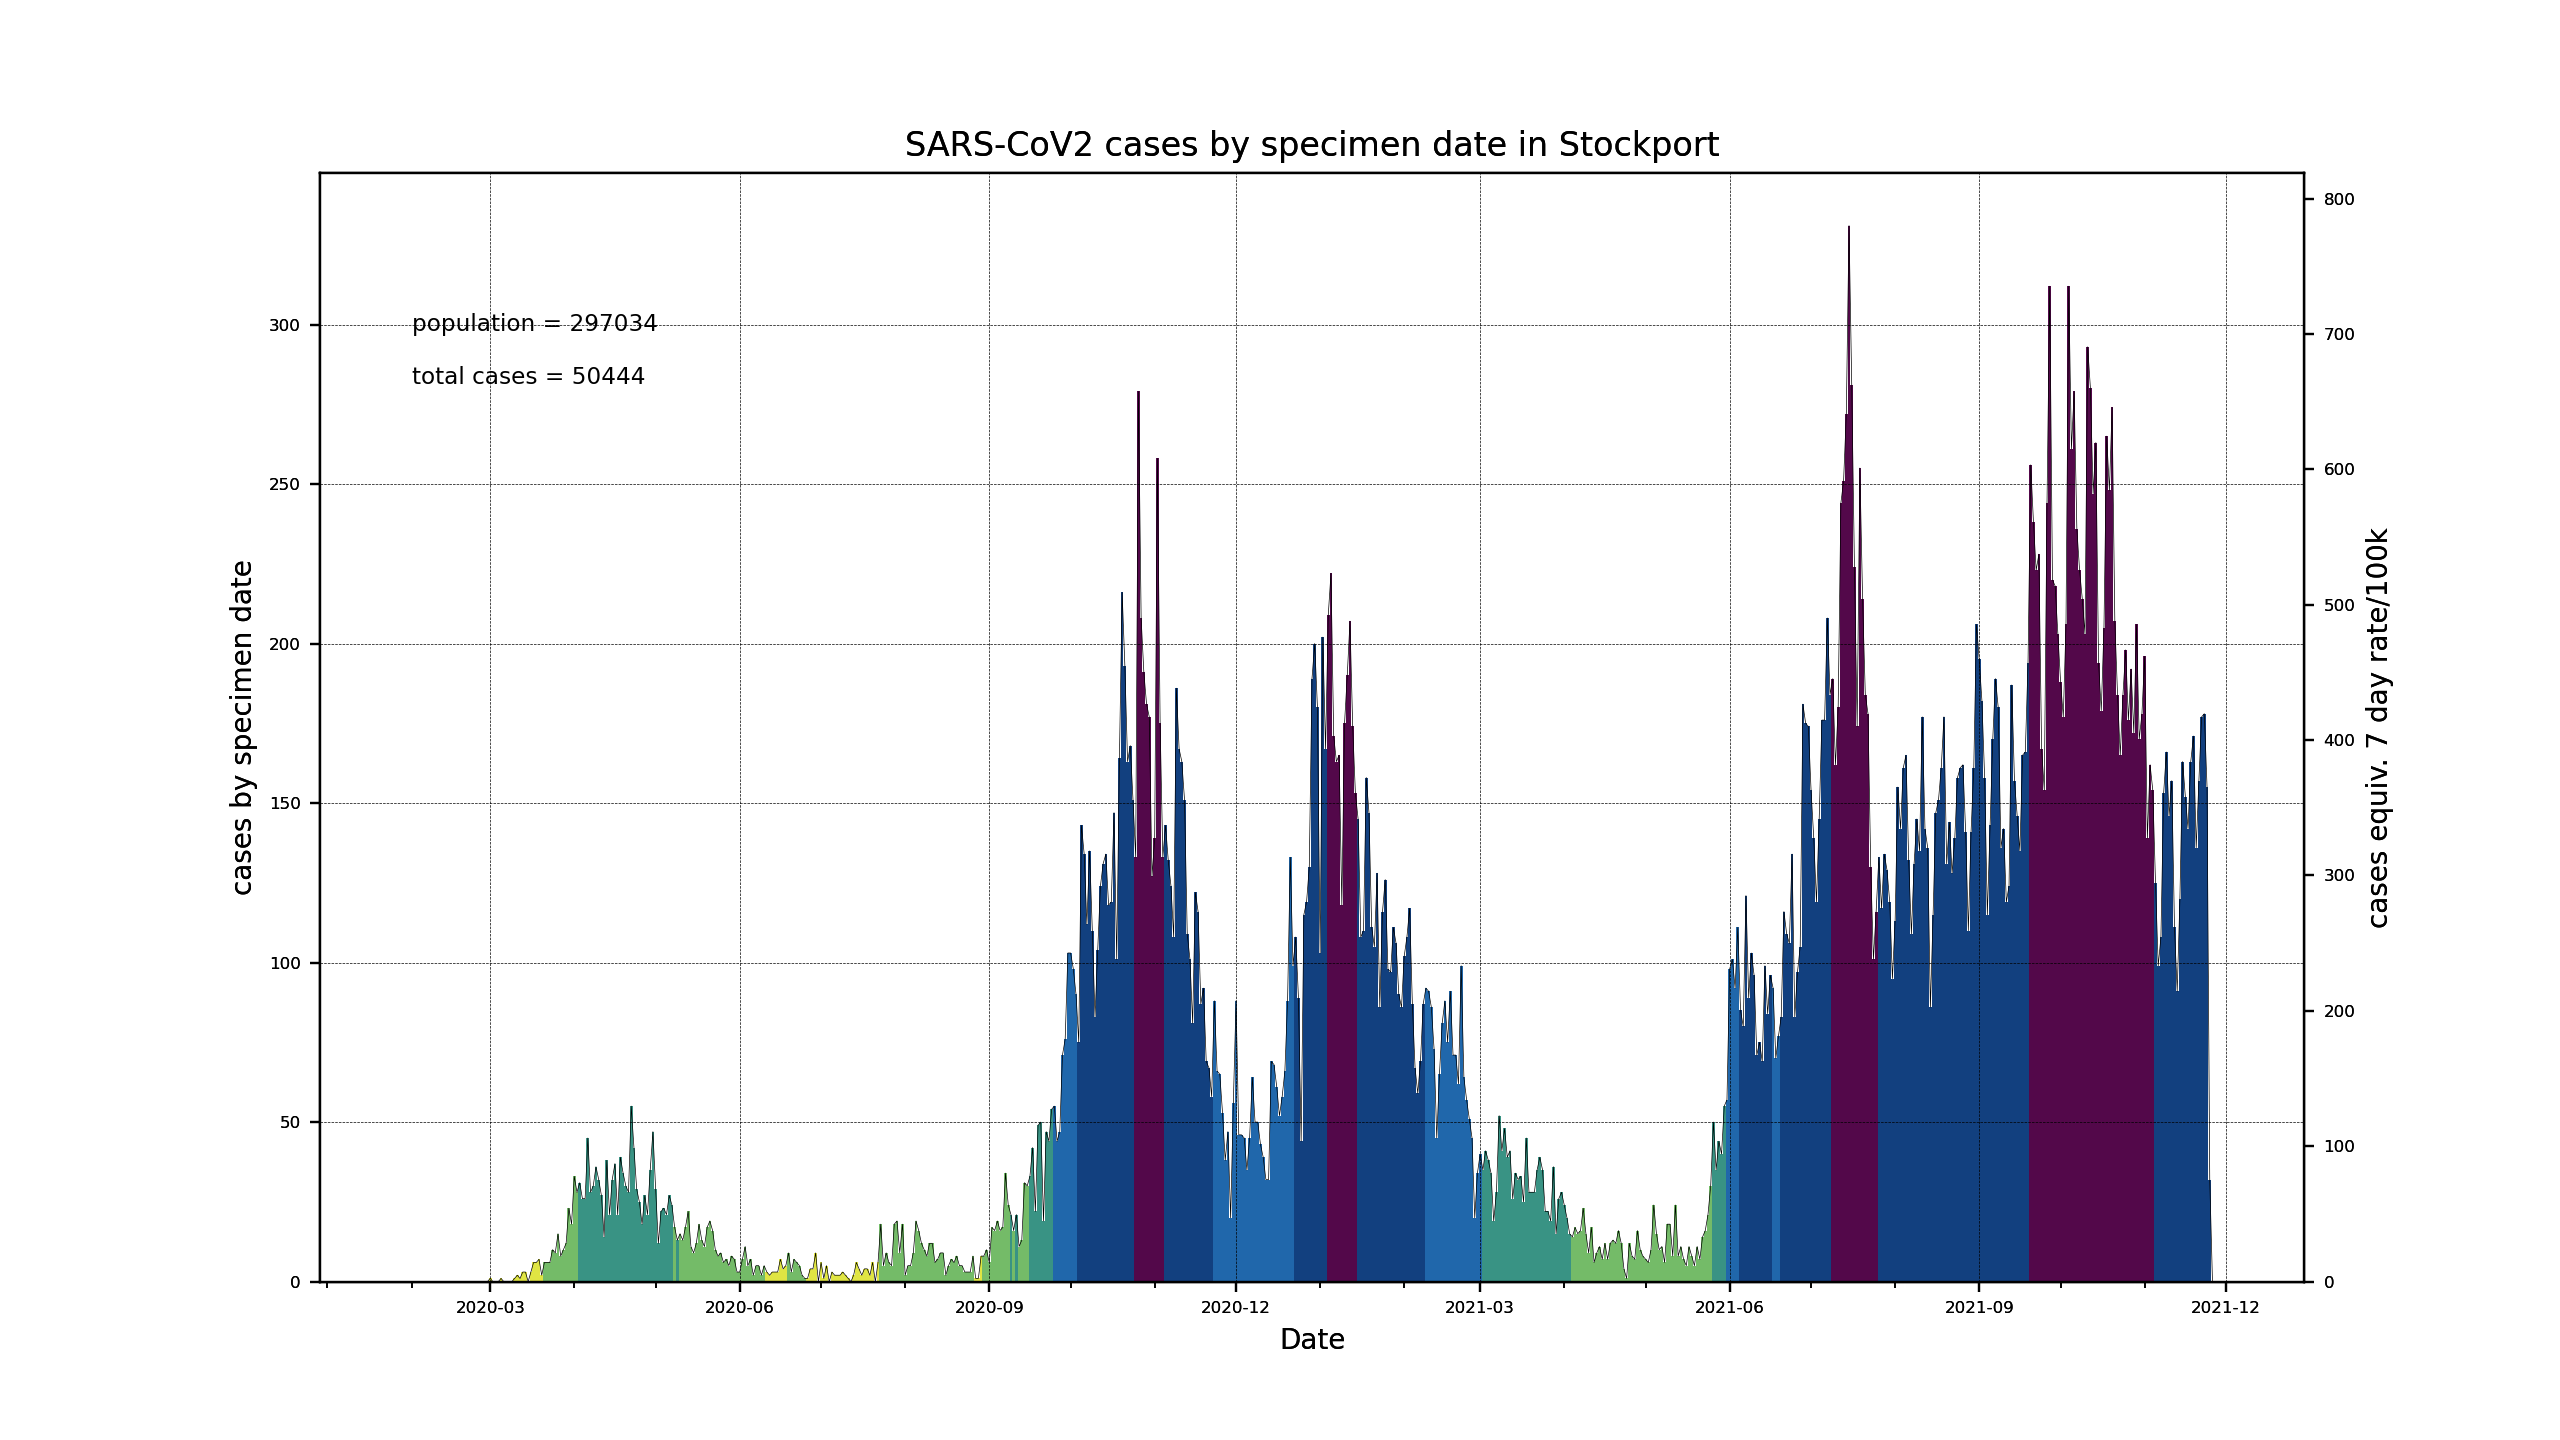 SARS-CoV2 cases by specimen date in Stockport
population = 297034
total cases = 50444
cases by specimen date
300
250
200
150
100
50
0
800
700
600
500
400
300
200
100
0
cases equiv. 7 day rate/100k
2020-03 2020-06 2020-09 2020-12 2021-03 2021-06 2021-09 2021-12
Date